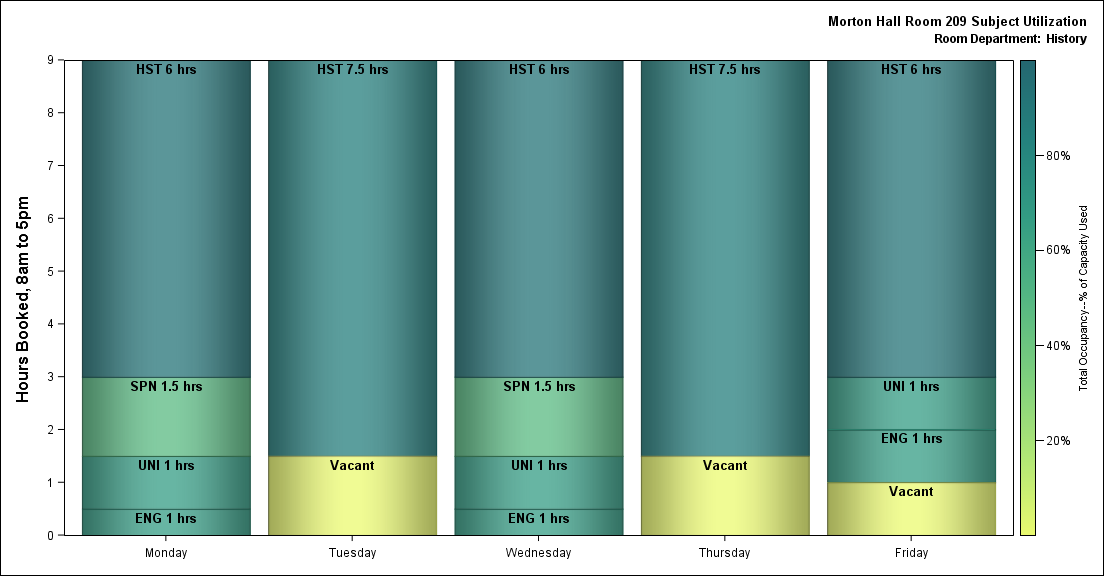 Morton Hall Room 209 Subject Utilization
Room Department: History
Hours Booked, 8am to 5pm
9
8
7
6
5
4
3
2
1
0
HST 6 hrs
SPN 1.5 hrs
UNI 1 hrs
ENG 1 hrs
HST 7.5 hrs
Vacant
HST 6 hrs
SPN 1.5 hrs
UNI 1 hrs
ENG 1 hrs
HST 7.5 hrs
Vacant
HST 6 hrs
UNI 1 hrs
ENG 1 hrs
Vacant
Monday
Tuesday
Wednesday
Thursday
Friday
80%
60%
40%
20%
Total Occupancy--% of Capacity Used